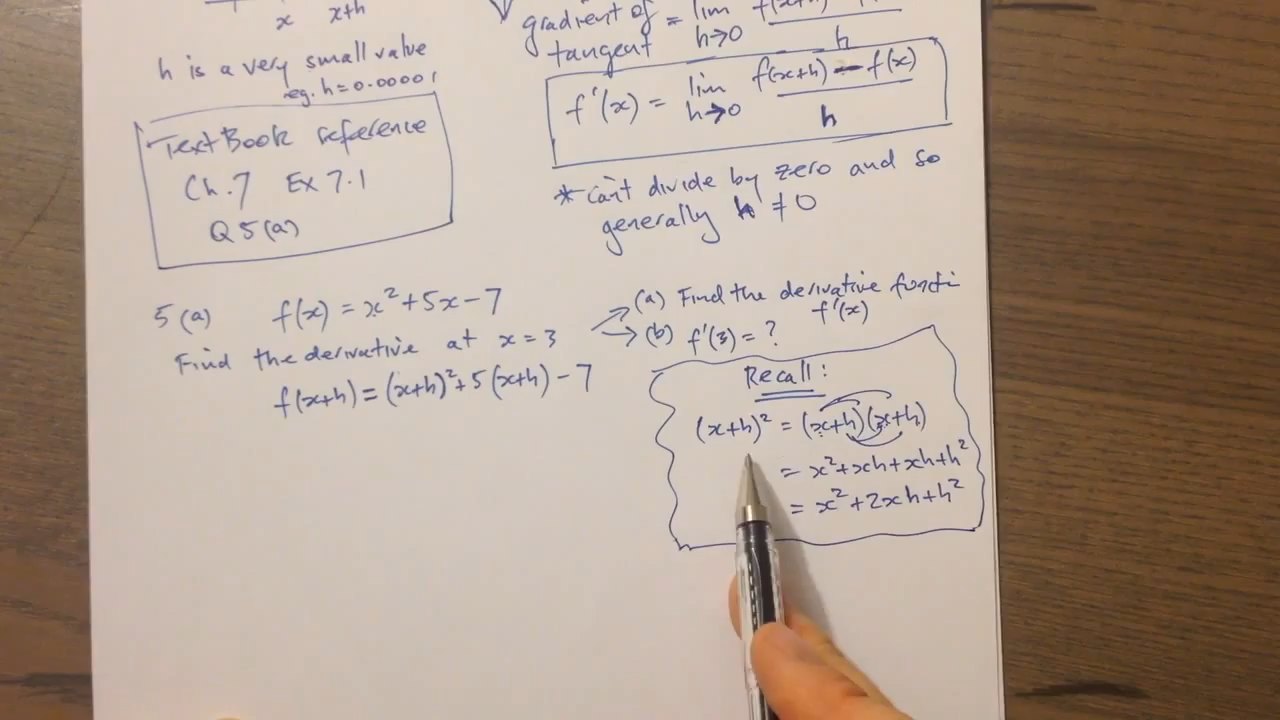 x x+h
h is a very small value
eg. h = 0.00001
TextBook reference
Ch.7 Ex 7.1
Q5(a)
gradient of tangent = lim h→0 f(x+h) / h
f'(x) = lim h→0 f(x+h) - f(x) / h
* can't divide by zero and so
generally h ≠ 0
5(a) f(x) = x² + 5x - 7
Find the derivative at x = 3
f(x+h) = (x+h)² + 5(x+h) - 7
(a) Find the derivative functi
f'(x)
(b) f'(3) = ?
Recall:
(x+h)² = (x+h)(x+h)
= x² + xh + xh + h²
= x² + 2xh + h²